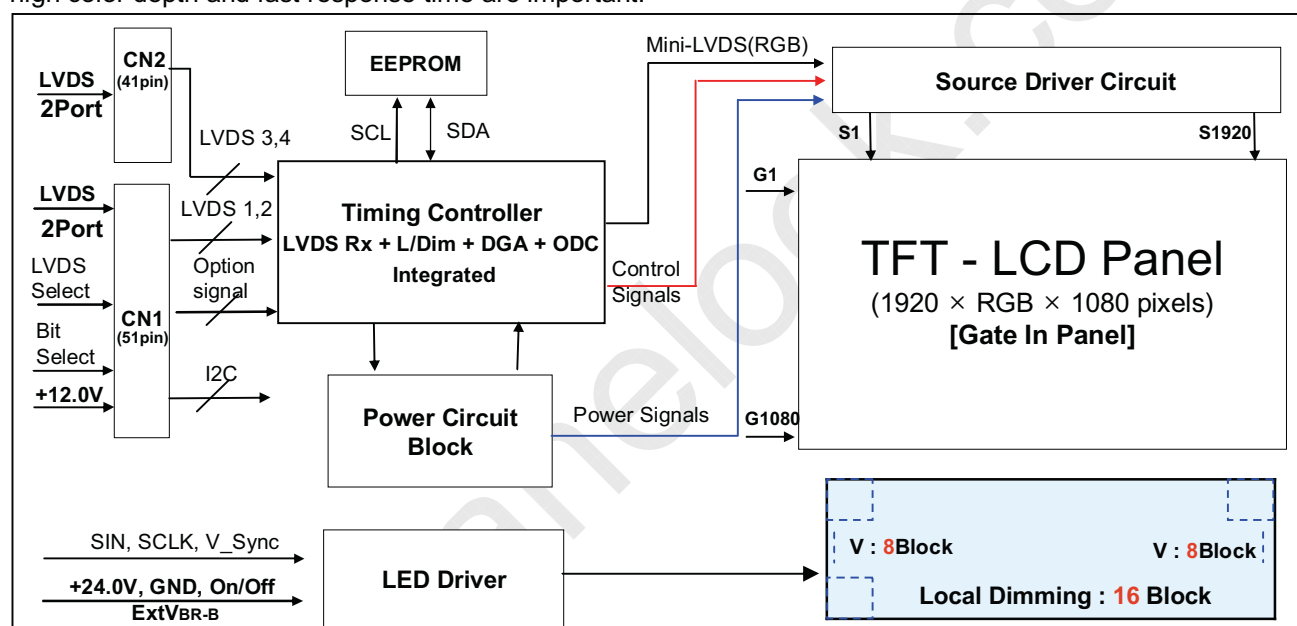 high color depth and fast response time are important.
CN2
(41pin)
LVDS
2Port
EEPROM
SCL
SDA
Mini-LVDS(RGB)
Source Driver Circuit
S1
S1920
LVDS 3,4
LVDS
2Port
LVDS 1,2
LVDS
Select
Option
signal
CN1
(51pin)
Bit
Select
+12.0V
I2C
Timing Controller
LVDS Rx + L/Dim + DGA + ODC
Integrated
Control
Signals
G1
TFT - LCD Panel
(1920 × RGB × 1080 pixels)
[Gate In Panel]
G1080
Power Circuit
Block
Power Signals
SIN, SCLK, V_Sync
+24.0V, GND, On/Off
ExtVBR-B
LED Driver
V : 8Block
V : 8Block
Local Dimming : 16 Block